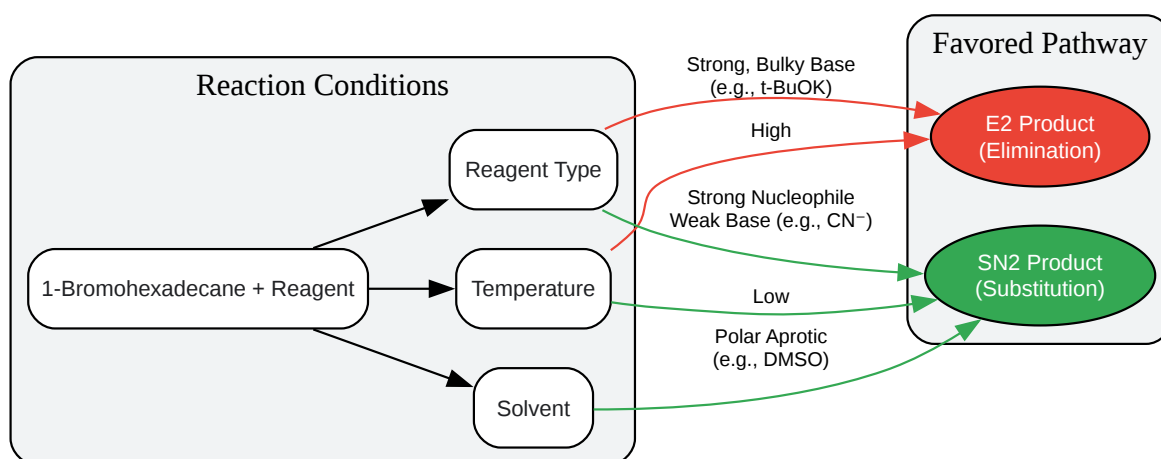 Reaction Conditions
Favored Pathway
1-Bromohexadecane + Reagent
Reagent Type
Temperature
Solvent
Strong, Bulky Base
(e.g., t-BuOK)
High
Strong Nucleophile
Weak Base (e.g., CN⁻)
Low
Polar Aprotic
(e.g., DMSO)
E2 Product
(Elimination)
SN2 Product
(Substitution)